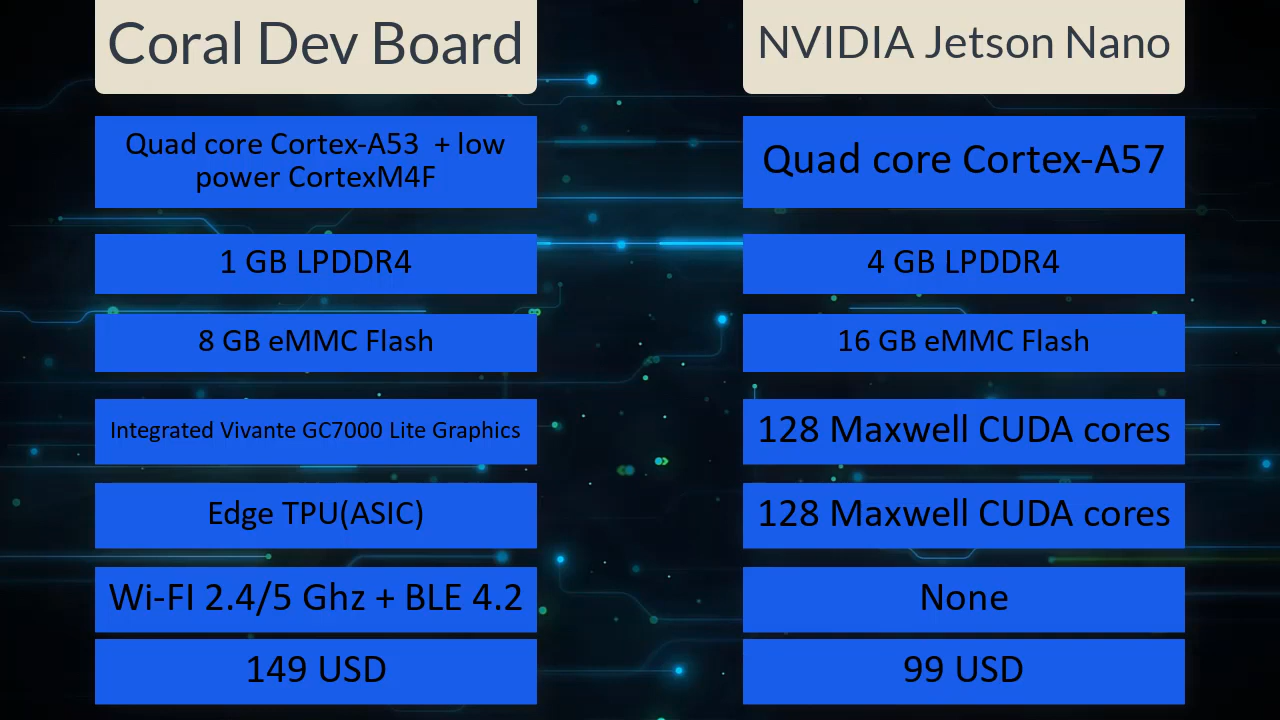 Coral Dev Board
NVIDIA Jetson Nano
Quad core Cortex-A53  + low
power CortexM4F
Quad core Cortex-A57
1 GB LPDDR4
4 GB LPDDR4
8 GB eMMC Flash
16 GB eMMC Flash
Integrated Vivante GC7000 Lite Graphics
128 Maxwell CUDA cores
Edge TPU(ASIC)
128 Maxwell CUDA cores
Wi-FI 2.4/5 Ghz + BLE 4.2
None
149 USD
99 USD